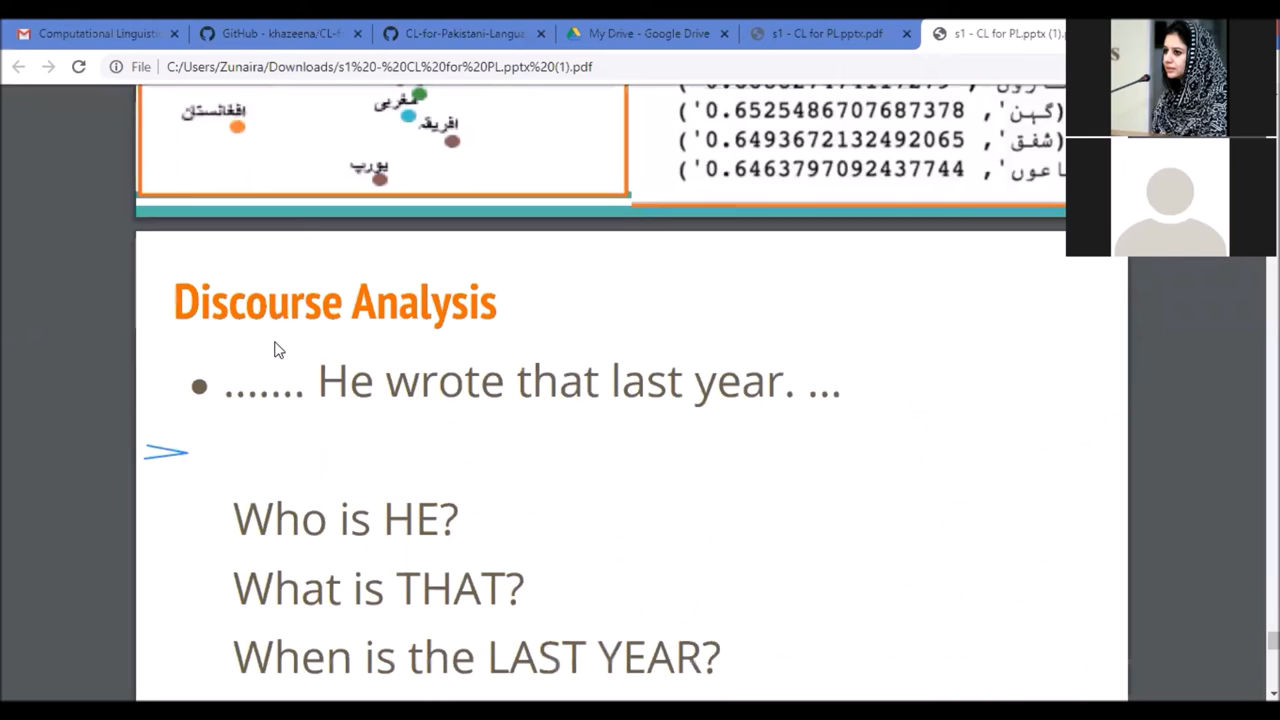 Computational Linguisti
GitHub - khazeena/CL-f
CL-for-Pakistani-Langua
My Drive - Google Drive
s1 - CL for PL.pptx.pdf
s1 - CL for PL.pptx (1).p
File C:/Users/Zunaira/Downloads/s1%20-%20CL%20for%20PL.pptx%20(1).pdf
مغربی
افغانستان
افریقہ
یورپ
('گہن', '0.6525486707687378
('شفق', '0.6493672132492065
اعوں', '0.6463797092437744')
Discourse Analysis
● ....... He wrote that last year. ...
Who is HE?
What is THAT?
When is the LAST YEAR?